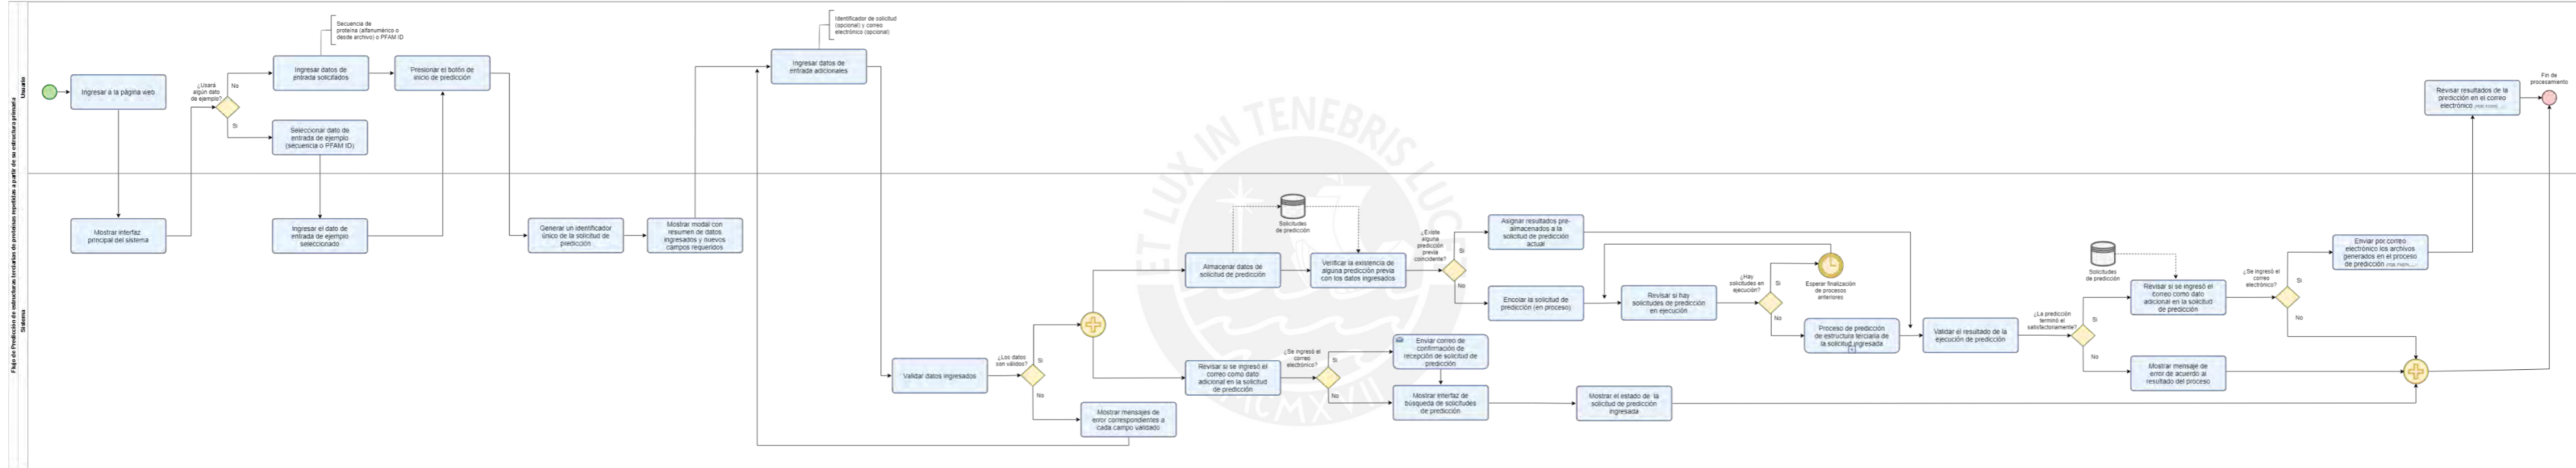 Flujo de Predicción de estructuras terciarias de proteínas repetidas a partir de su estructura primaria
Usuario
Ingresar a la página web
¿Usará
algún dato
de ejemplo?
No
Si
Secuencia de
proteína (alfanumérico o
desde archivo) o PFAM ID
Ingresar datos de
entrada solicitados
Presionar el botón de
inicio de predicción
Seleccionar dato de
entrada de ejemplo
(secuencia o PFAM ID)
Identificador de solicitud
(opcional) y correo
electrónico (opcional)
Ingresar datos de
entrada adicionales
Revisar resultados de la
predicción en el correo
electrónico
Fin de
procesamiento
Sistema
Mostrar interfaz
principal del sistema
Ingresar el dato de
entrada de ejemplo
seleccionado
Generar un identificador
único de la solicitud de
predicción
Mostrar modal con
resumen de datos
ingresados y nuevos
campos requeridos
Validar datos ingresados
¿Los datos
son válidos?
Si
No
Mostrar mensajes de
error correspondientes a
cada campo validado
Almacenar datos de
solicitud de predicción
Solicitudes
de predicción
Verificar la existencia de
alguna predicción previa
con los datos ingresados
¿Existe
alguna
predicción
previa
coincidente?
Si
No
Asignar resultados pre-
almacenados a la
solicitud de predicción
actual
Encolar la solicitud de
predicción (en proceso)
Revisar si hay
solicitudes de predicción
en ejecución
¿Hay
solicitudes en
ejecución?
Si
No
Esperar finalización
de procesos
anteriores
Proceso de predicción
de estructura terciaria de
la solicitud ingresada
Revisar si se ingresó el
correo como dato
adicional en la solicitud
de predicción
¿Se ingresó el
correo
electrónico?
Si
No
Enviar correo de
confirmación de
recepción de solicitud de
predicción
Mostrar interfaz de
búsqueda de solicitudes
de predicción
Mostrar el estado de la
solicitud de predicción
ingresada
Validar el resultado de la
ejecución de predicción
¿La predicción
terminó el
satisfactoriamente?
Si
No
Solicitudes
de predicción
Revisar si se ingresó el
correo como dato
adicional en la solicitud
de predicción
¿Se ingresó el
correo
electrónico?
Si
No
Enviar por correo
electrónico los archivos
generados en el proceso
de predicción
Mostrar mensaje de
error de acuerdo al
resultado del proceso
ET LUX IN TENEBRIS LUCET
MCMXVII